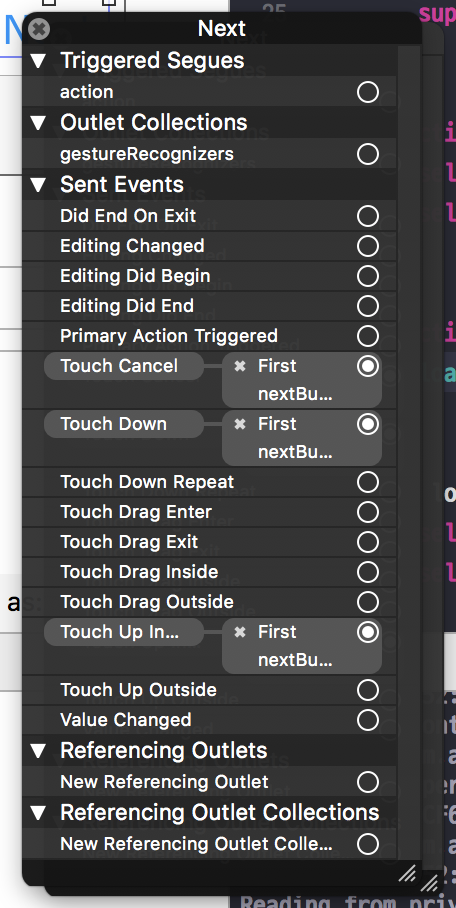 25
sup
Next
Triggered Segues
action
Outlet Collections
gestureRecognizers
Sent Events
Did End On Exit
Editing Changed
Editing Did Begin
Editing Did End
Primary Action Triggered
Touch Cancel
First
nextBu...
Touch Down
First
nextBu...
Touch Down Repeat
Touch Drag Enter
Touch Drag Exit
Touch Drag Inside
Touch Drag Outside
as:
Touch Up In...
First
nextBu...
Touch Up Outside
Value Changed
Referencing Outlets
New Referencing Outlet
Referencing Outlet Collections
New Referencing Outlet Colle...
Reading from priv